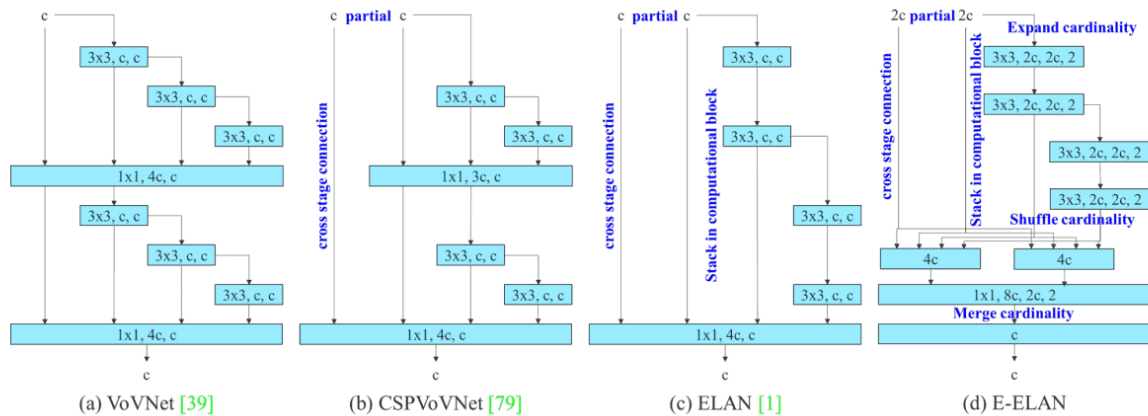 c
3x3, c, c
3x3, c, c
3x3, c, c
1x1, 4c, c
3x3, c, c
3x3, c, c
3x3, c, c
1x1, 4c, c
c
(a) VoVNet [39]
c partial c
cross stage connection
3x3, c, c
3x3, c, c
1x1, 3c, c
3x3, c, c
3x3, c, c
1x1, 4c, c
c
(b) CSPVoVNet [79]
c partial c
cross stage connection
Stack in computational block
3x3, c, c
3x3, c, c
3x3, c, c
3x3, c, c
1x1, 4c, c
c
(c) ELAN [1]
2c partial 2c
Expand cardinality
cross stage connection
Stack in computational block
3x3, 2c, 2c, 2
3x3, 2c, 2c, 2
3x3, 2c, 2c, 2
3x3, 2c, 2c, 2
Shuffle cardinality
4c
4c
1x1, 8c, 2c, 2
Merge cardinality
c
c
(d) E-ELAN